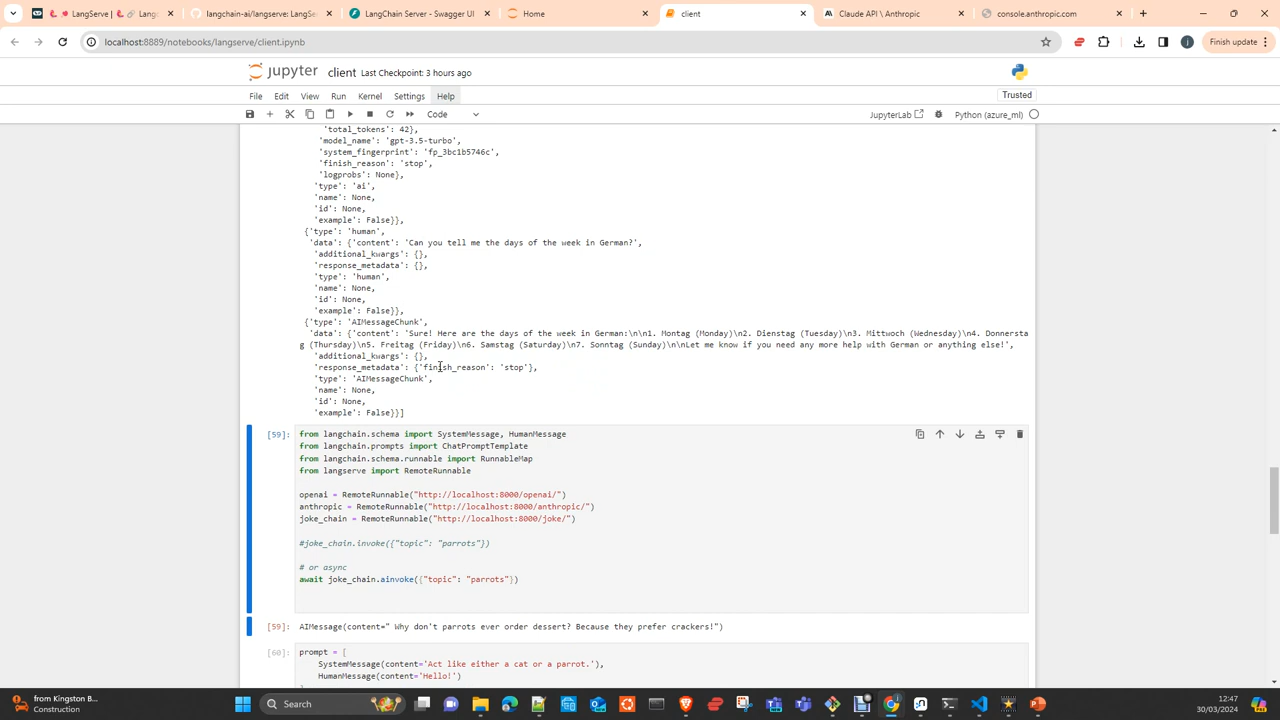 LangServe | 🦜🔗 Lang
langchain-ai/langserve: LangSer
LangChain Server - Swagger UI
Home
client
Claude API \ Anthropic
console.anthropic.com
localhost:8889/notebooks/langserve/client.ipynb
Finish update
jupyter client Last Checkpoint: 3 hours ago
File Edit View Run Kernel Settings Help
Trusted
Code
JupyterLab
Python (azure_ml)
'total_tokens': 42},
'model_name': 'gpt-3.5-turbo',
'system_fingerprint': 'fp_3bc1b5746c',
'finish_reason': 'stop',
'logprobs': None},
'type': 'ai',
'name': None,
'id': None,
'example': False}},
{'type': 'human',
'data': {'content': 'Can you tell me the days of the week in German?',
'additional_kwargs': {},
'response_metadata': {},
'type': 'human',
'name': None,
'id': None,
'example': False}},
{'type': 'AIMessageChunk',
'data': {'content': 'Sure! Here are the days of the week in German:\n\n1. Montag (Monday)\n2. Dienstag (Tuesday)\n3. Mittwoch (Wednesday)\n4. Donnersta
g (Thursday)\n5. Freitag (Friday)\n6. Samstag (Saturday)\n7. Sonntag (Sunday)\n\nLet me know if you need any more help with German or anything else!',
'additional_kwargs': {},
'response_metadata': {'finish_reason': 'stop'},
'type': 'AIMessageChunk',
'name': None,
'id': None,
'example': False}}]
[59]:
from langchain.schema import SystemMessage, HumanMessage
from langchain.prompts import ChatPromptTemplate
from langchain.schema.runnable import RunnableMap
from langserve import RemoteRunnable
openai = RemoteRunnable("http://localhost:8000/openai/")
anthropic = RemoteRunnable("http://localhost:8000/anthropic/")
joke_chain = RemoteRunnable("http://localhost:8000/joke/")
#joke_chain.invoke({"topic": "parrots"})
# or async
await joke_chain.ainvoke({"topic": "parrots"})
[59]: AIMessage(content=" Why don't parrots ever order dessert? Because they prefer crackers!")
[60]: prompt = [
SystemMessage(content='Act like either a cat or a parrot.'),
HumanMessage(content='Hello!')
from Kingston B...
Construction
Search
12:47
30/03/2024